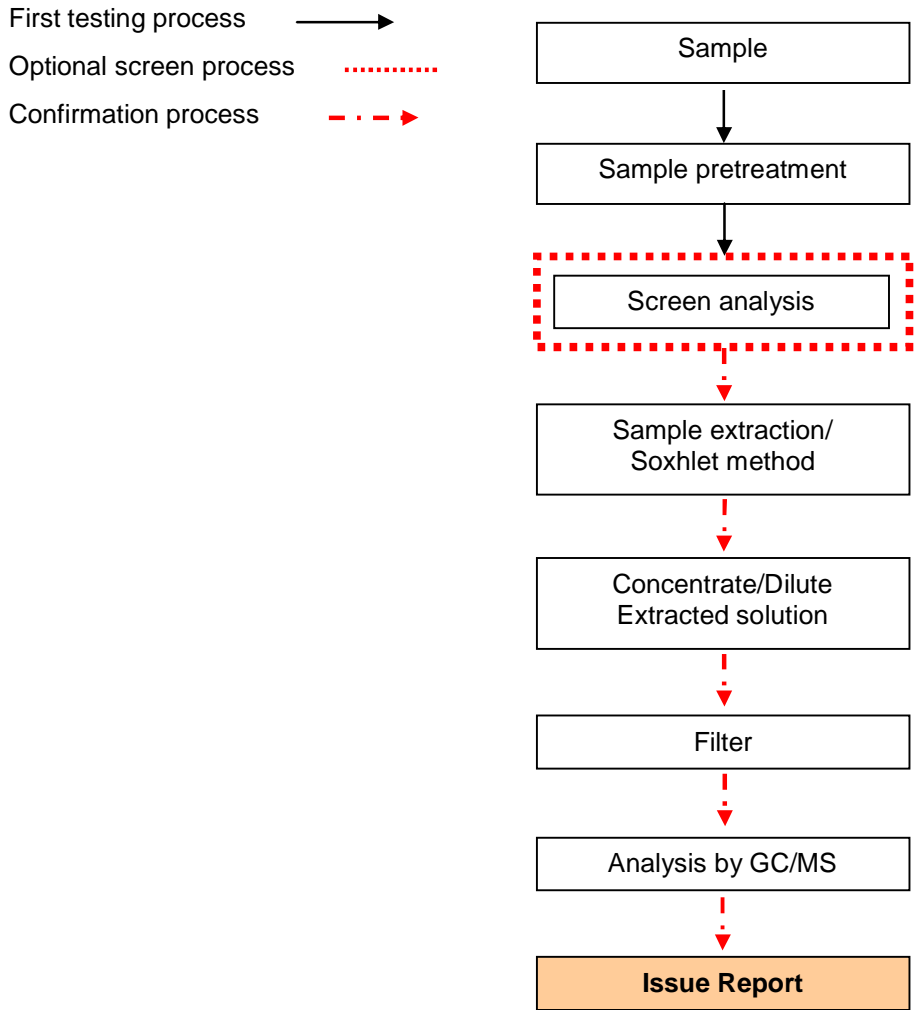 First testing process
Optional screen process
Confirmation process
Sample
Sample pretreatment
Screen analysis
Sample extraction/
Soxhlet method
Concentrate/Dilute
Extracted solution
Filter
Analysis by GC/MS
Issue Report